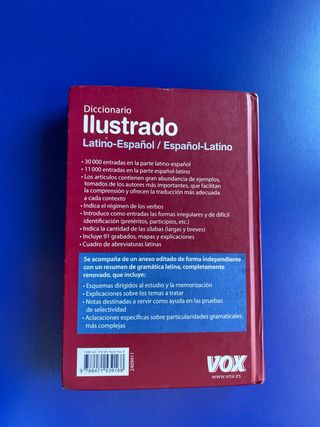 Diccionario
Ilustrado
Latino-Español / Español-Latino
• 30 000 entradas en la parte latino-español
• 11 000 entradas en la parte español-latino
• Los artículos contienen gran abundancia de ejemplos,
tomados de los autores más importantes, que facilitan
la comprensión y ofrecen la traducción más adecuada
a cada contexto
• Indica el régimen de los verbos
• Introduce como entradas las formas irregulares y de difícil
identificación (pretéritos, participios, etc.)
• Indica la cantidad de las sílabas (largas y breves)
• Incluye 91 grabados, mapas y explicaciones
• Cuadro de abreviaturas latinas
Se acompaña de un anexo editado de forma independiente
con un resumen de gramática latina, completamente
renovado, que incluye:
• Esquemas dirigidos al estudio y la memorización
• Explicaciones sobre los temas a tratar
• Notas destinadas a servir como ayuda en las pruebas
de selectividad
• Aclaraciones específicas sobre particularidades gramaticales
más complejas
9 788471 539168
2409411
VOX
www.vox.es